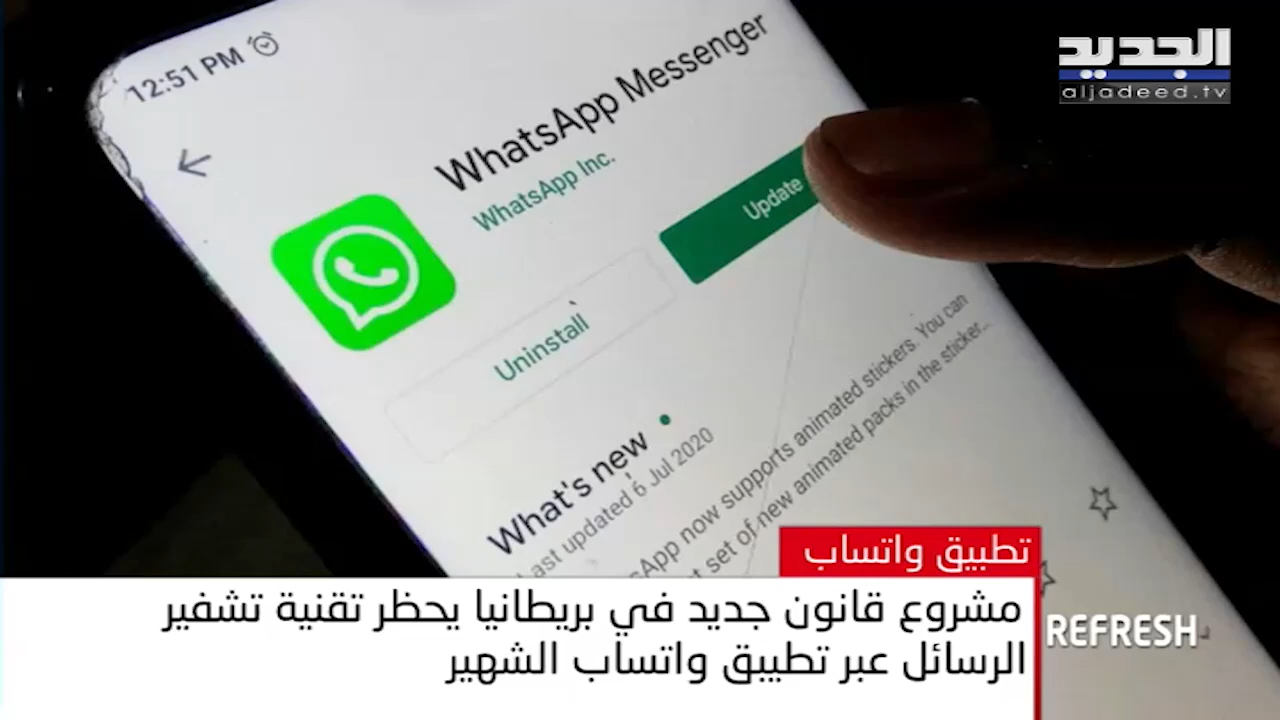 الجديد
aljadeed.tv
12:51 PM
WhatsApp Messenger
WhatsApp Inc.
Update
Uninstall
What's new
Last updated 6 Jul 2020
App now supports animated stickers. You can
set of new animated packs in the sticker...
تطبيق واتساب
مشروع قانون جديد في بريطانيا يحظر تقنية تشفير
الرسائل عبر تطبيق واتساب الشهير
REFRESH